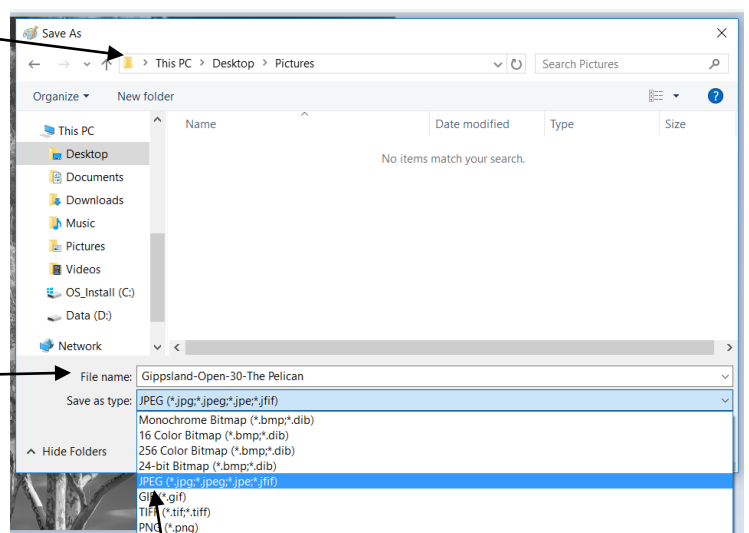 Save As
This PC > Desktop > Pictures
Search Pictures
Organize
New folder
Name
Date modified
Type
Size
This PC
No items match your search.
Desktop
Documents
Downloads
Music
Pictures
Videos
OS_Install (C:)
Data (D:)
Network
File name: Gippsland-Open-30-The Pelican
Save as type: JPEG (*.jpg;*.jpeg;*.jpe;*.jfif)
Monochrome Bitmap (*.bmp;*.dib)
16 Color Bitmap (*.bmp;*.dib)
256 Color Bitmap (*.bmp;*.dib)
Hide Folders
24-bit Bitmap (*.bmp;*.dib)
JPEG (*.jpg;*.jpeg;*.jpe;*.jfif)
GIF (*.gif)
TIFF (*.tif;*.tiff)
PNG (*.png)